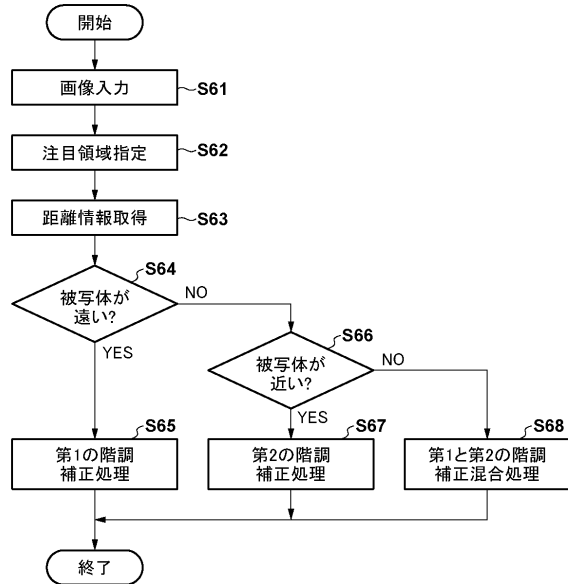 開始
画像入力
S61
注目領域指定
S62
距離情報取得
S63
S64
被写体が
遠い?
NO
YES
S66
被写体が
近い?
NO
YES
S65
第1の階調
補正処理
S67
第2の階調
補正処理
S68
第1と第2の階調
補正混合処理
終了